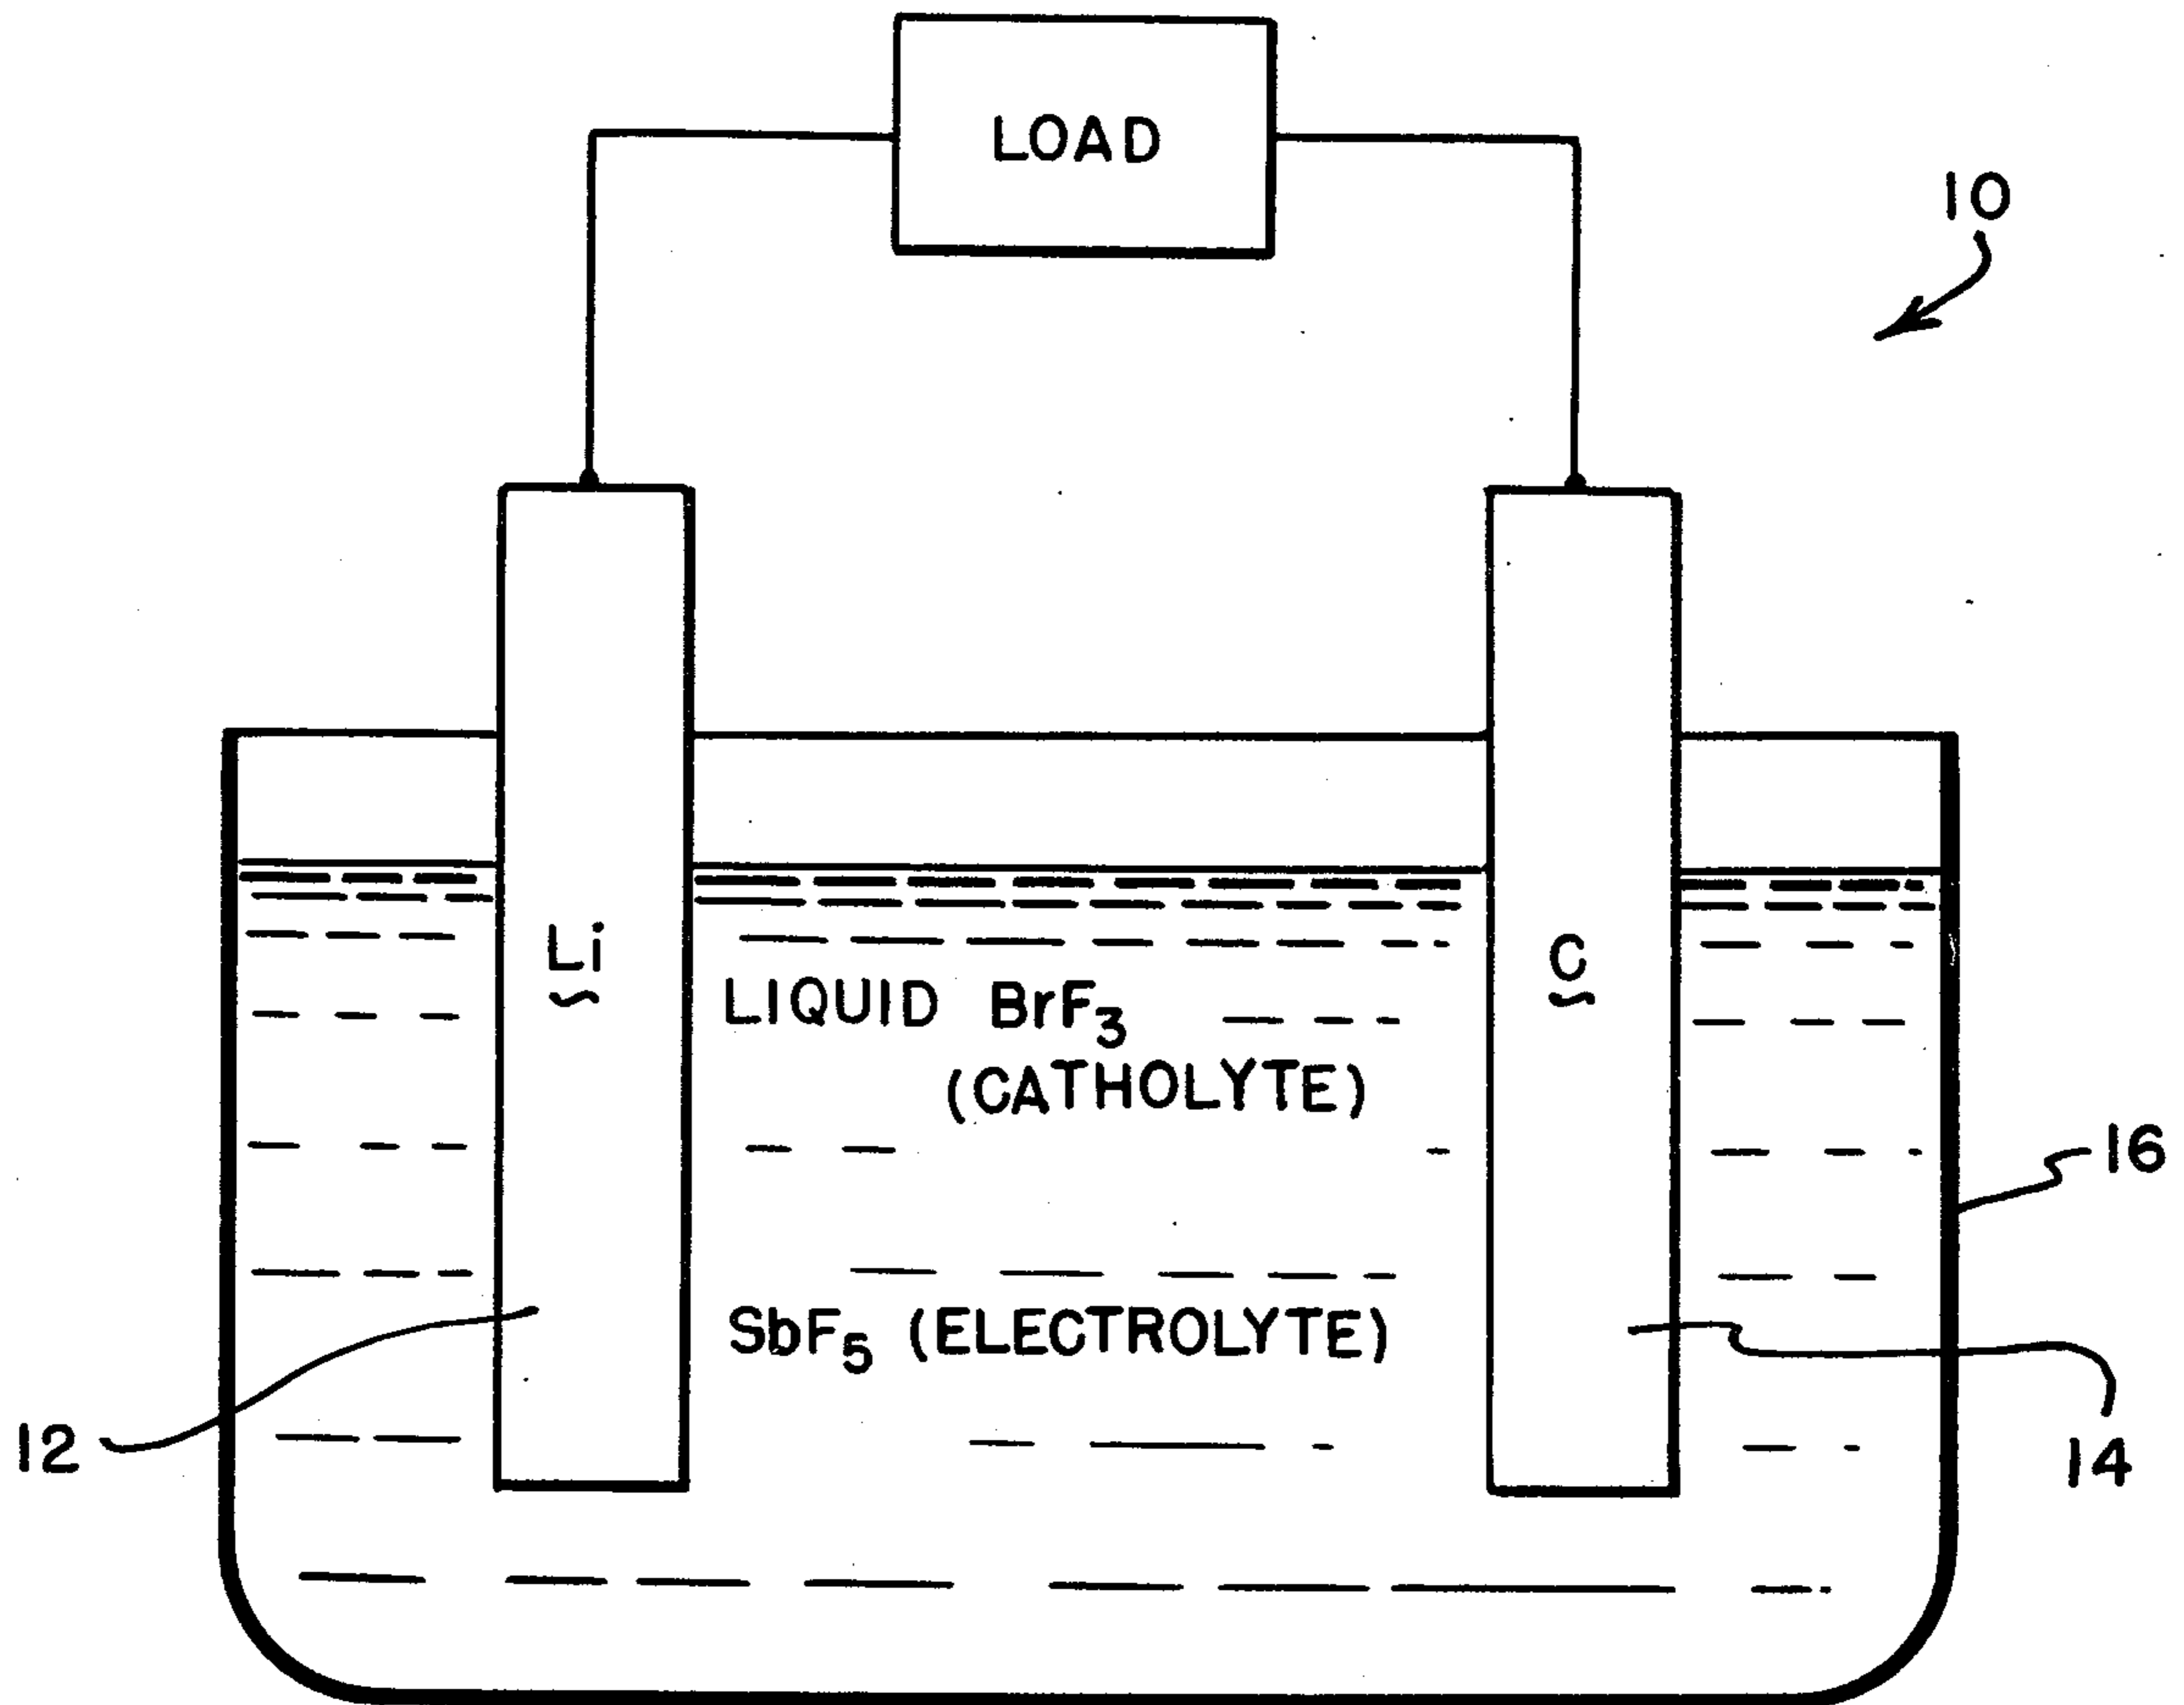 LOAD
10
Li
C
LIQUID BrF₃
(CATHOLYTE)
16
SbF₅ (ELECTROLYTE)
12
14